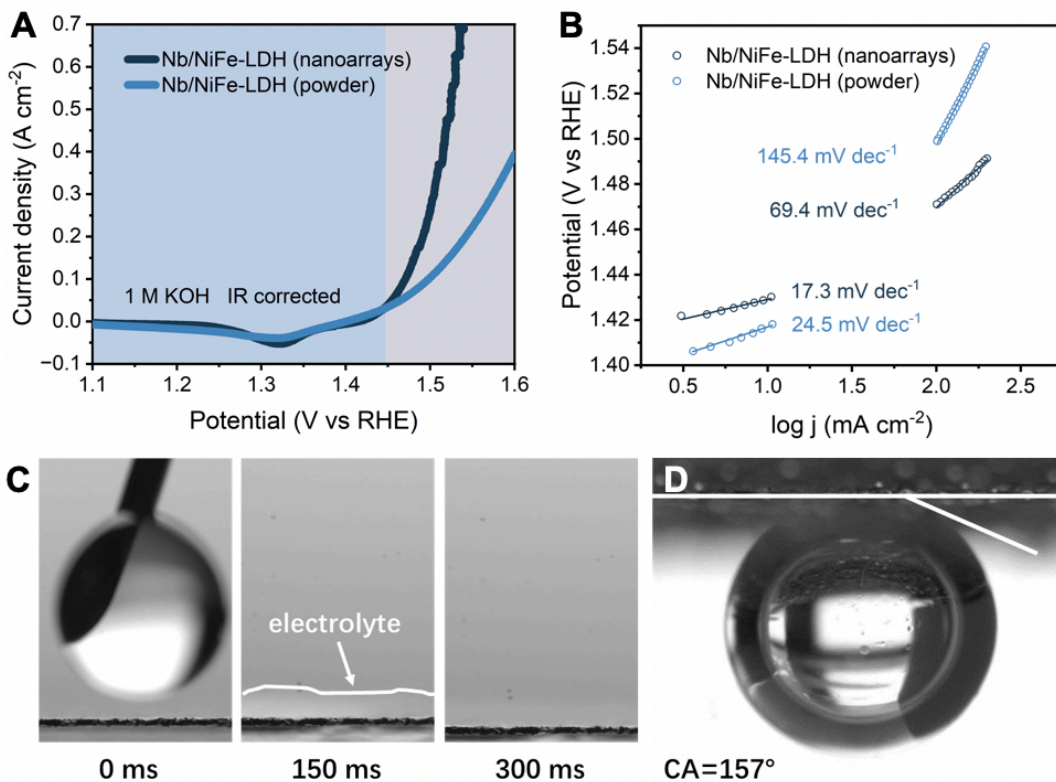 A
Nb/NiFe-LDH (nanoarrays)
Nb/NiFe-LDH (powder)
1 M KOH IR corrected
Current density (A cm⁻²)
0.7
0.6
0.5
0.4
0.3
0.2
0.1
0.0
−0.1
1.1 1.2 1.3 1.4 1.5 1.6
Potential (V vs RHE)
B
Nb/NiFe-LDH (nanoarrays)
Nb/NiFe-LDH (powder)
145.4 mV dec⁻¹
69.4 mV dec⁻¹
17.3 mV dec⁻¹
24.5 mV dec⁻¹
Potential (V vs RHE)
1.54
1.50
1.48
1.46
1.44
1.42
1.40
0.5 1.0 1.5 2.0 2.5
log j (mA cm⁻²)
C
electrolyte
0 ms 150 ms 300 ms
D
CA=157°